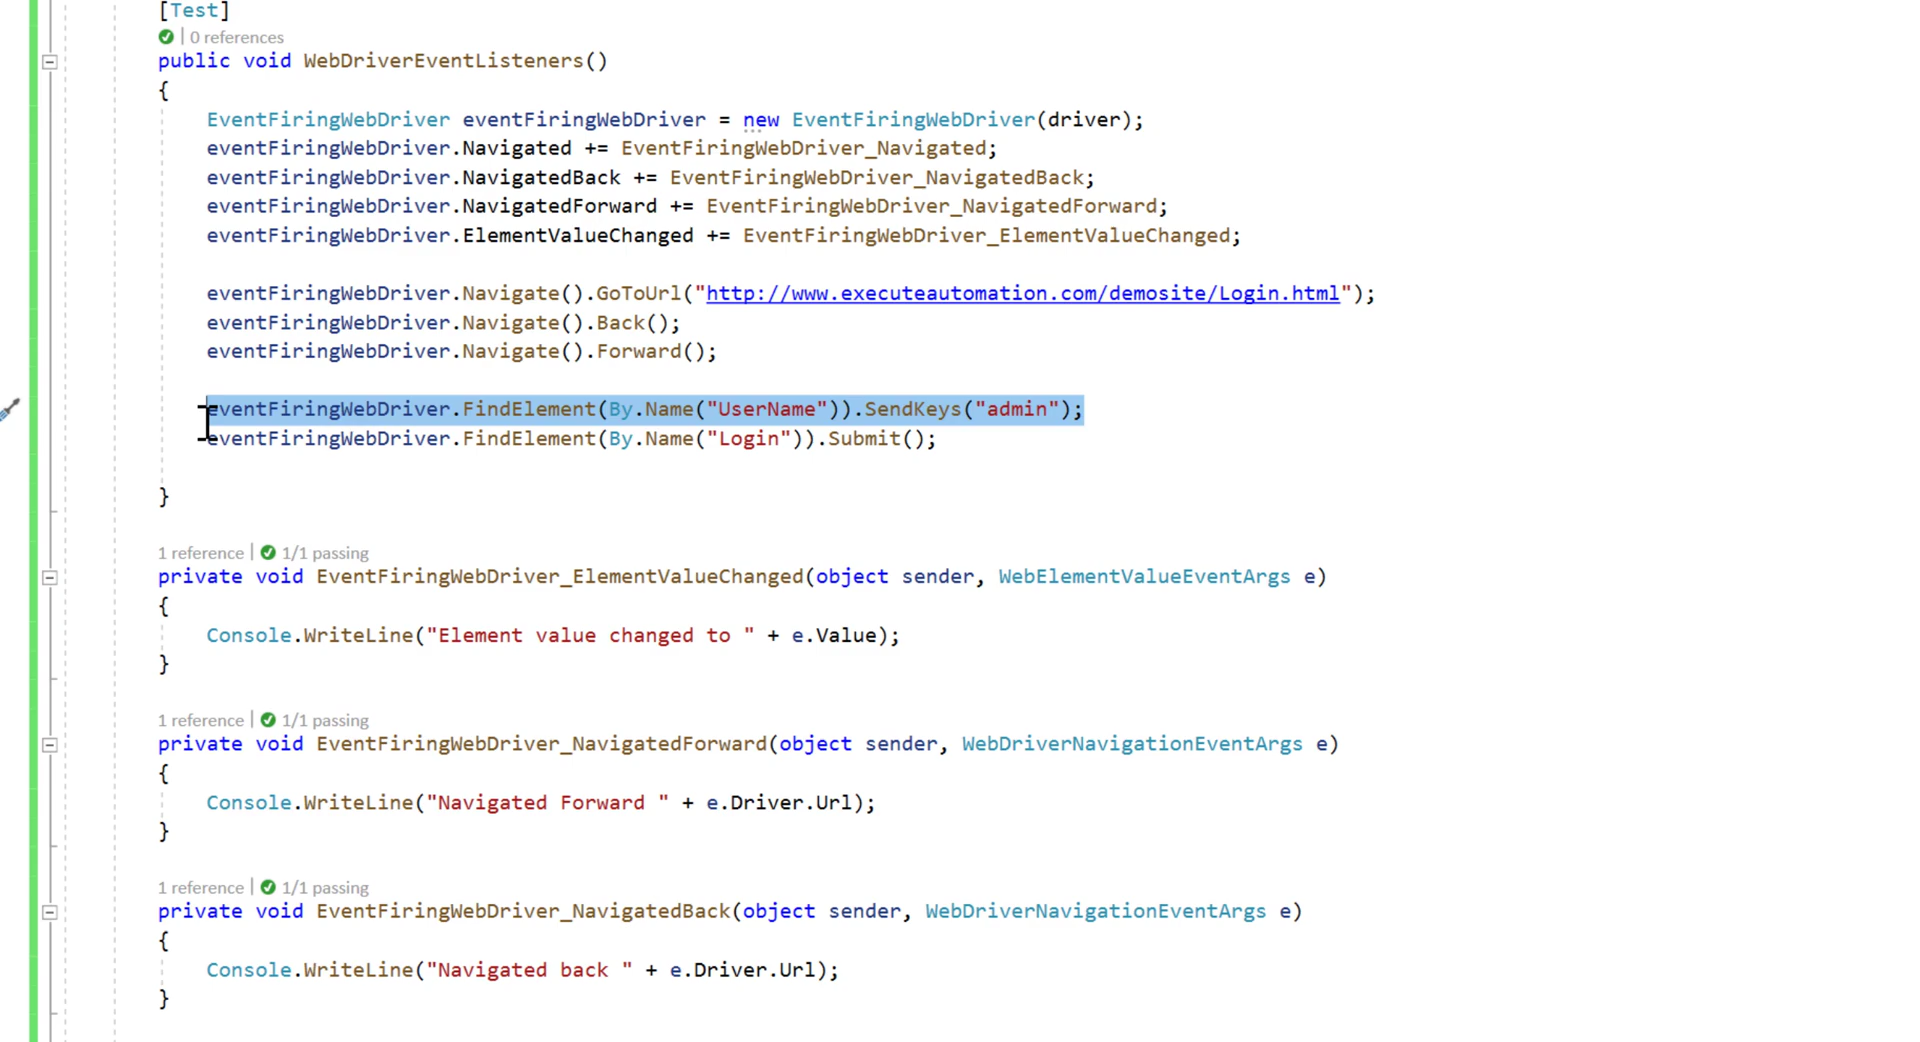 [Test]
| 0 references
public void WebDriverEventListeners()
{
EventFiringWebDriver eventFiringWebDriver = new EventFiringWebDriver(driver);
eventFiringWebDriver.Navigated += EventFiringWebDriver_Navigated;
eventFiringWebDriver.NavigatedBack += EventFiringWebDriver_NavigatedBack;
eventFiringWebDriver.NavigatedForward += EventFiringWebDriver_NavigatedForward;
eventFiringWebDriver.ElementValueChanged += EventFiringWebDriver_ElementValueChanged;
eventFiringWebDriver.Navigate().GoToUrl("http://www.executeautomation.com/demosite/Login.html");
eventFiringWebDriver.Navigate().Back();
eventFiringWebDriver.Navigate().Forward();
eventFiringWebDriver.FindElement(By.Name("UserName")).SendKeys("admin");
eventFiringWebDriver.FindElement(By.Name("Login")).Submit();
}
1 reference | 1/1 passing
private void EventFiringWebDriver_ElementValueChanged(object sender, WebElementValueEventArgs e)
{
Console.WriteLine("Element value changed to " + e.Value);
}
1 reference | 1/1 passing
private void EventFiringWebDriver_NavigatedForward(object sender, WebDriverNavigationEventArgs e)
{
Console.WriteLine("Navigated Forward " + e.Driver.Url);
}
1 reference | 1/1 passing
private void EventFiringWebDriver_NavigatedBack(object sender, WebDriverNavigationEventArgs e)
{
Console.WriteLine("Navigated back " + e.Driver.Url);
}